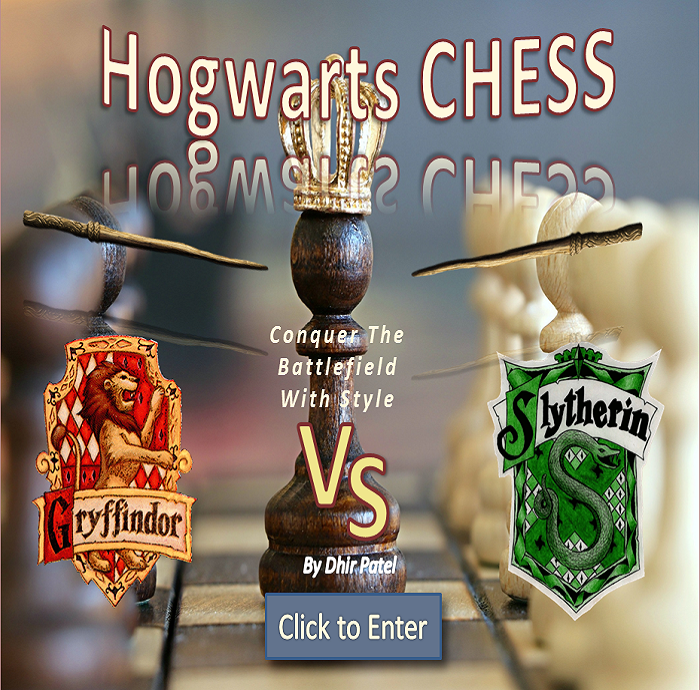 Hogwarts CHESS
Conquer The
Battlefield
With Style
Gryffindor
Vs
Slytherin
By Dhir Patel
Click to Enter